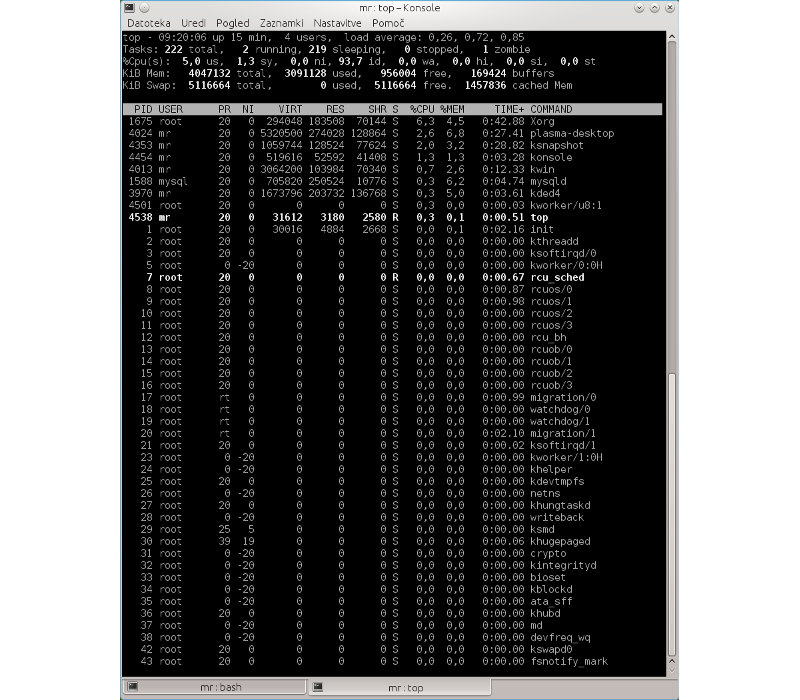 mr : top – Konsole
Datoteka Uredi Pogled Zaznamki Nastavitve Pomoč
top - 09:20:06 up 15 min, 4 users, load average: 0,26, 0,72, 0,85
Tasks: 222 total, 2 running, 219 sleeping, 0 stopped, 1 zombie
%Cpu(s): 5,0 us, 1,3 sy, 0,0 ni, 93,7 id, 0,0 wa, 0,0 hi, 0,0 si, 0,0 st
KiB Mem: 4047132 total, 3091128 used, 956004 free, 169424 buffers
KiB Swap: 5116664 total, 0 used, 5116664 free. 1457836 cached Mem
PID USER PR NI VIRT RES SHR S %CPU %MEM TIME+ COMMAND
1675 root 20 0 294048 183508 70144 S 6,3 4,5 0:42.88 Xorg
4024 mr 20 0 5320500 274028 128864 S 2,6 6,8 0:27.41 plasma-desktop
4353 mr 20 0 1059744 128524 77624 S 2,0 3,2 0:28.82 ksnapshot
4454 mr 20 0 519616 52592 41408 S 1,3 1,3 0:03.28 konsole
4013 mr 20 0 3064200 103984 70340 S 0,7 2,6 0:12.33 kwin
1588 mysql 20 0 705820 250524 10776 S 0,3 6,2 0:04.74 mysqld
3970 mr 20 0 1673796 203732 136768 S 0,3 5,0 0:03.61 kded4
4501 root 20 0 0 0 0 S 0,3 0,0 0:00.03 kworker/u8:1
4538 mr 20 0 31612 3180 2580 R 0,3 0,1 0:00.51 top
1 root 20 0 30016 4884 2668 S 0,0 0,1 0:02.16 init
2 root 20 0 0 0 0 S 0,0 0,0 0:00.00 kthreadd
3 root 20 0 0 0 0 S 0,0 0,0 0:00.00 ksoftirqd/0
5 root 0 -20 0 0 0 S 0,0 0,0 0:00.00 kworker/0:0H
7 root 20 0 0 0 0 R 0,0 0,0 0:00.67 rcu_sched
8 root 20 0 0 0 0 S 0,0 0,0 0:00.87 rcuos/0
9 root 20 0 0 0 0 S 0,0 0,0 0:00.98 rcuos/1
10 root 20 0 0 0 0 S 0,0 0,0 0:00.00 rcuos/2
11 root 20 0 0 0 0 S 0,0 0,0 0:00.00 rcuos/3
12 root 20 0 0 0 0 S 0,0 0,0 0:00.00 rcu_bh
13 root 20 0 0 0 0 S 0,0 0,0 0:00.00 rcuob/0
14 root 20 0 0 0 0 S 0,0 0,0 0:00.00 rcuob/1
15 root 20 0 0 0 0 S 0,0 0,0 0:00.00 rcuob/2
16 root 20 0 0 0 0 S 0,0 0,0 0:00.00 rcuob/3
17 root rt 0 0 0 0 S 0,0 0,0 0:00.99 migration/0
18 root rt 0 0 0 0 S 0,0 0,0 0:00.00 watchdog/0
19 root rt 0 0 0 0 S 0,0 0,0 0:00.00 watchdog/1
20 root rt 0 0 0 0 S 0,0 0,0 0:02.10 migration/1
21 root 20 0 0 0 0 S 0,0 0,0 0:00.02 ksoftirqd/1
23 root 0 -20 0 0 0 S 0,0 0,0 0:00.00 kworker/1:0H
24 root 0 -20 0 0 0 S 0,0 0,0 0:00.00 khelper
25 root 20 0 0 0 0 S 0,0 0,0 0:00.00 kdevtmpfs
26 root 0 -20 0 0 0 S 0,0 0,0 0:00.00 netns
27 root 20 0 0 0 0 S 0,0 0,0 0:00.00 khungtaskd
28 root 0 -20 0 0 0 S 0,0 0,0 0:00.00 writeback
29 root 25 5 0 0 0 S 0,0 0,0 0:00.00 ksmd
30 root 39 19 0 0 0 S 0,0 0,0 0:00.06 khugepaged
31 root 0 -20 0 0 0 S 0,0 0,0 0:00.00 crypto
32 root 0 -20 0 0 0 S 0,0 0,0 0:00.00 kintegrityd
33 root 0 -20 0 0 0 S 0,0 0,0 0:00.00 bioset
34 root 0 -20 0 0 0 S 0,0 0,0 0:00.00 kblockd
35 root 0 -20 0 0 0 S 0,0 0,0 0:00.00 ata_sff
36 root 20 0 0 0 0 S 0,0 0,0 0:00.00 khubd
37 root 0 -20 0 0 0 S 0,0 0,0 0:00.00 md
38 root 0 -20 0 0 0 S 0,0 0,0 0:00.00 devfreq_wq
42 root 20 0 0 0 0 S 0,0 0,0 0:00.00 kswapd0
43 root 20 0 0 0 0 S 0,0 0,0 0:00.00 fsnotify_mark
mr : bash mr : top